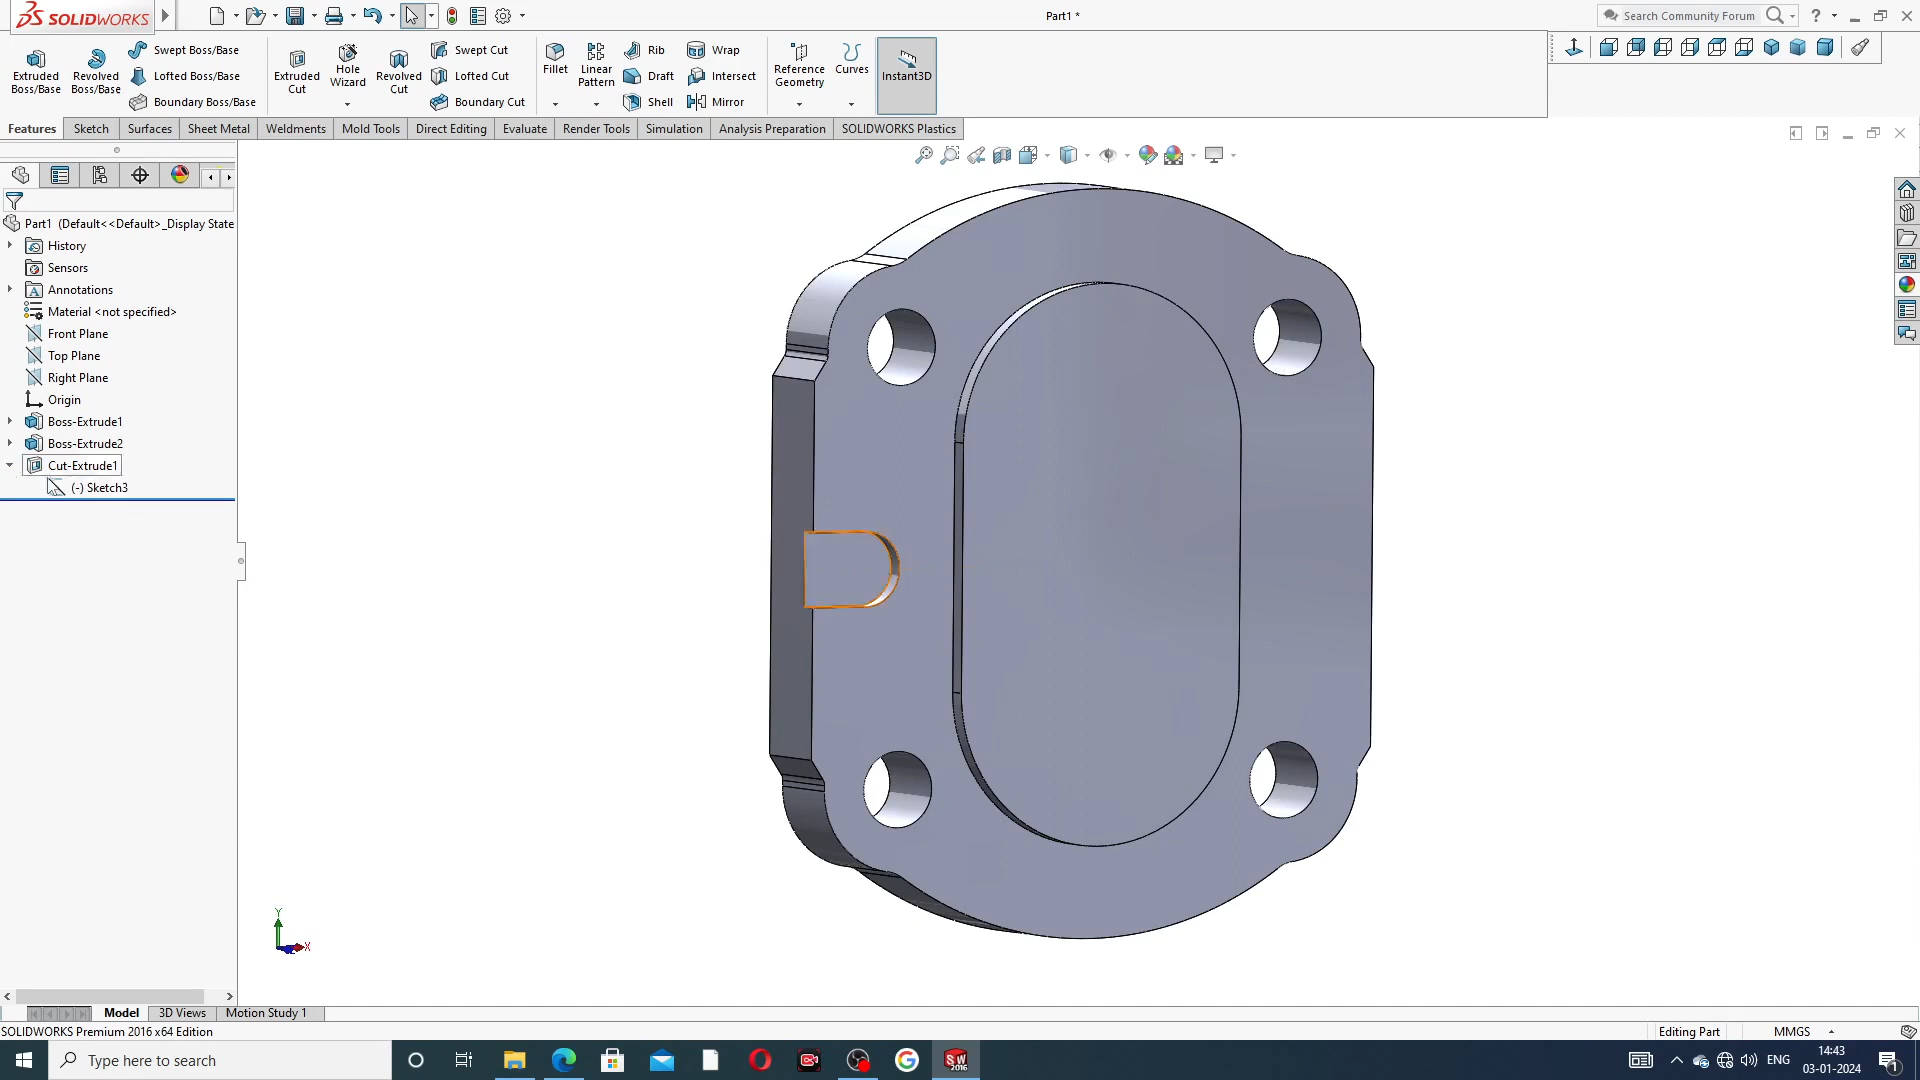 SOLIDWORKS
Part1 *
Search Community Forum
Extruded Boss/Base
Revolved Boss/Base
Swept Boss/Base
Lofted Boss/Base
Boundary Boss/Base
Extruded Cut
Hole Wizard
Revolved Cut
Swept Cut
Lofted Cut
Boundary Cut
Fillet
Linear Pattern
Rib
Draft
Shell
Wrap
Intersect
Mirror
Reference Geometry
Curves
Instant3D
Features
Sketch
Surfaces
Sheet Metal
Weldments
Mold Tools
Direct Editing
Evaluate
Render Tools
Simulation
Analysis Preparation
SOLIDWORKS Plastics
Part1 (Default<<Default>_Display State
History
Sensors
Annotations
Material <not specified>
Front Plane
Top Plane
Right Plane
Origin
Boss-Extrude1
Boss-Extrude2
Cut-Extrude1
(-) Sketch3
Y
X
Model
3D Views
Motion Study 1
SOLIDWORKS Premium 2016 x64 Edition
Editing Part
MMGS
Type here to search
SW
2016
ENG
14:43
03-01-2024
1